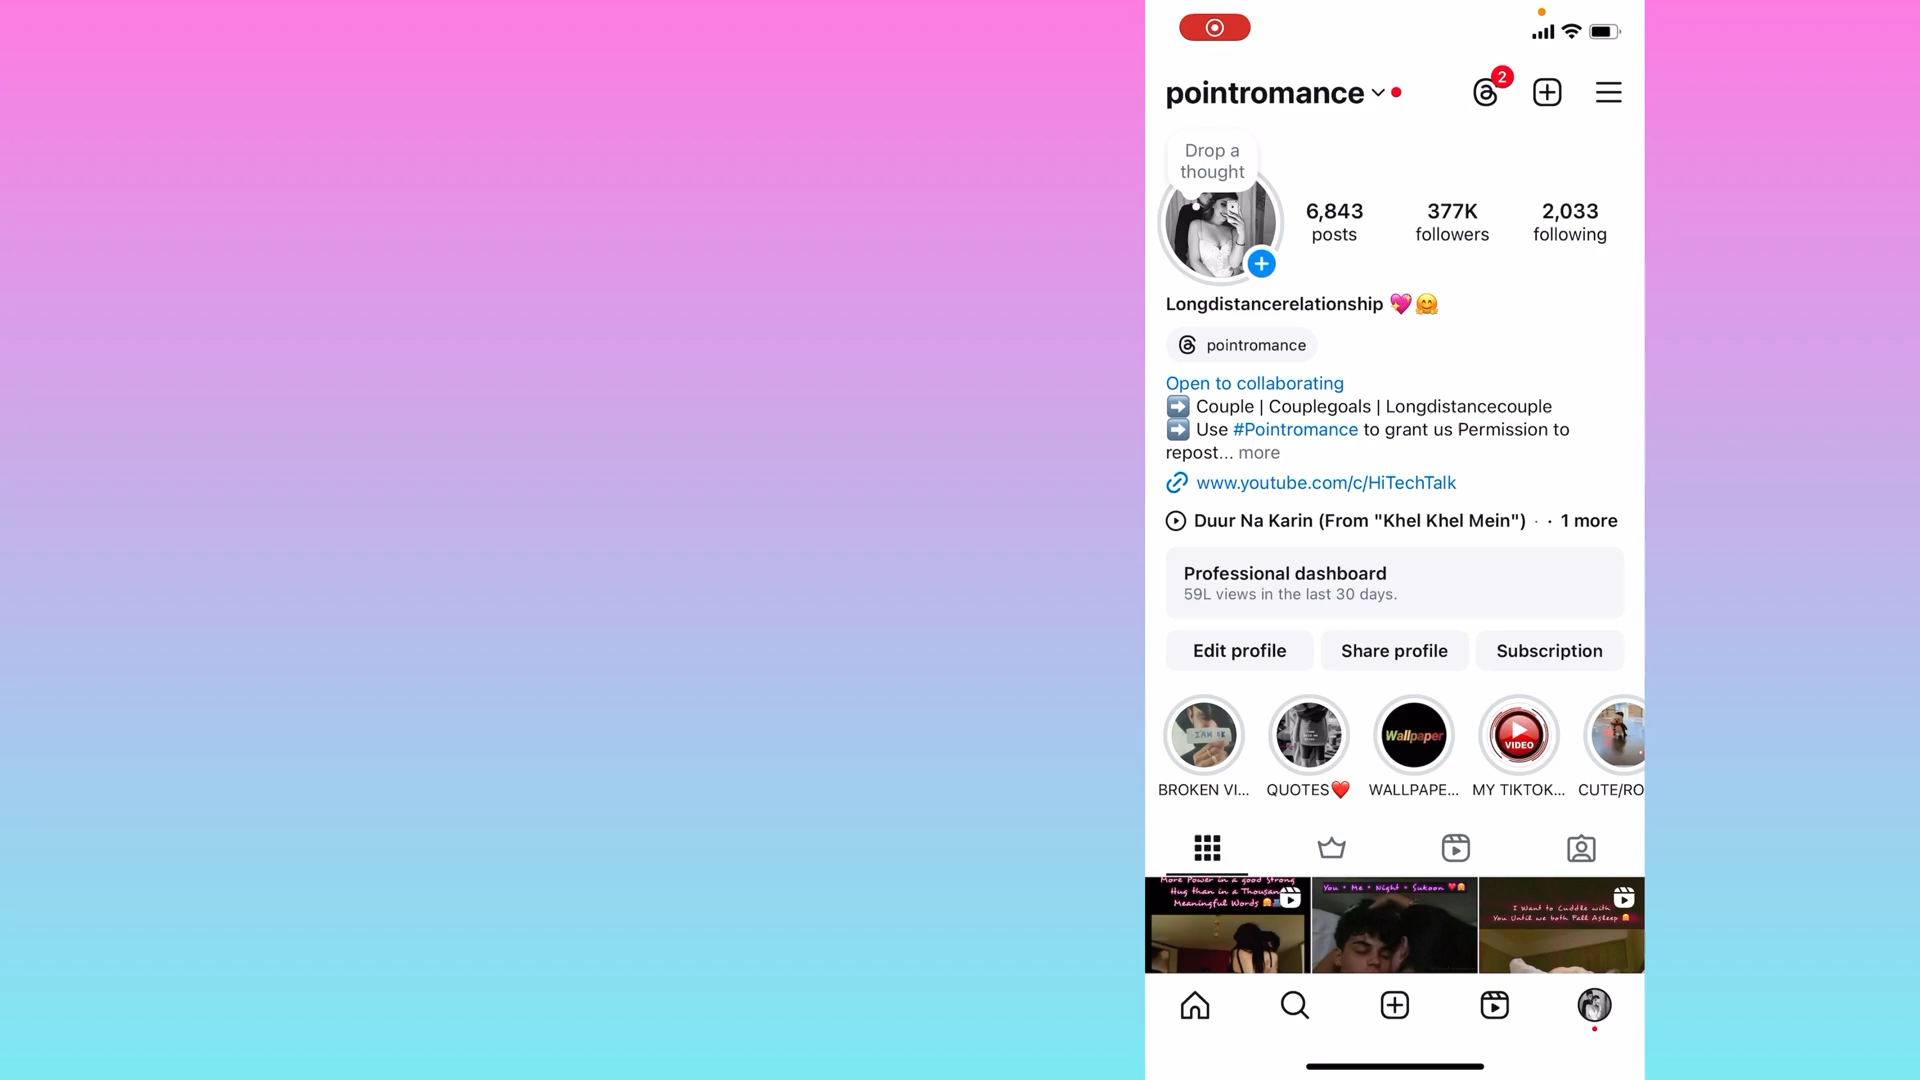 pointromance
2
Drop a
thought
6,843 377K 2,033
posts followers following
Longdistancerelationship 💖🤗
pointromance
Open to collaborating
➡️ Couple | Couplegoals | Longdistancecouple
➡️ Use #Pointromance to grant us Permission to
repost... more
www.youtube.com/c/HiTechTalk
Duur Na Karin (From "Khel Khel Mein") · · 1 more
Professional dashboard
59L views in the last 30 days.
Edit profile Share profile Subscription
I'AM OK
Wallpaper
VIDEO
BROKEN VI... QUOTES❤️ WALLPAPE... MY TIKTOK... CUTE/RO
More Power in a good Strong
Hug than in a Thousan
Meaningful Words 🤗
You + Me + Night = Sukoon ❤️
I Want to Cuddle with
You Until we both Fall Asleep